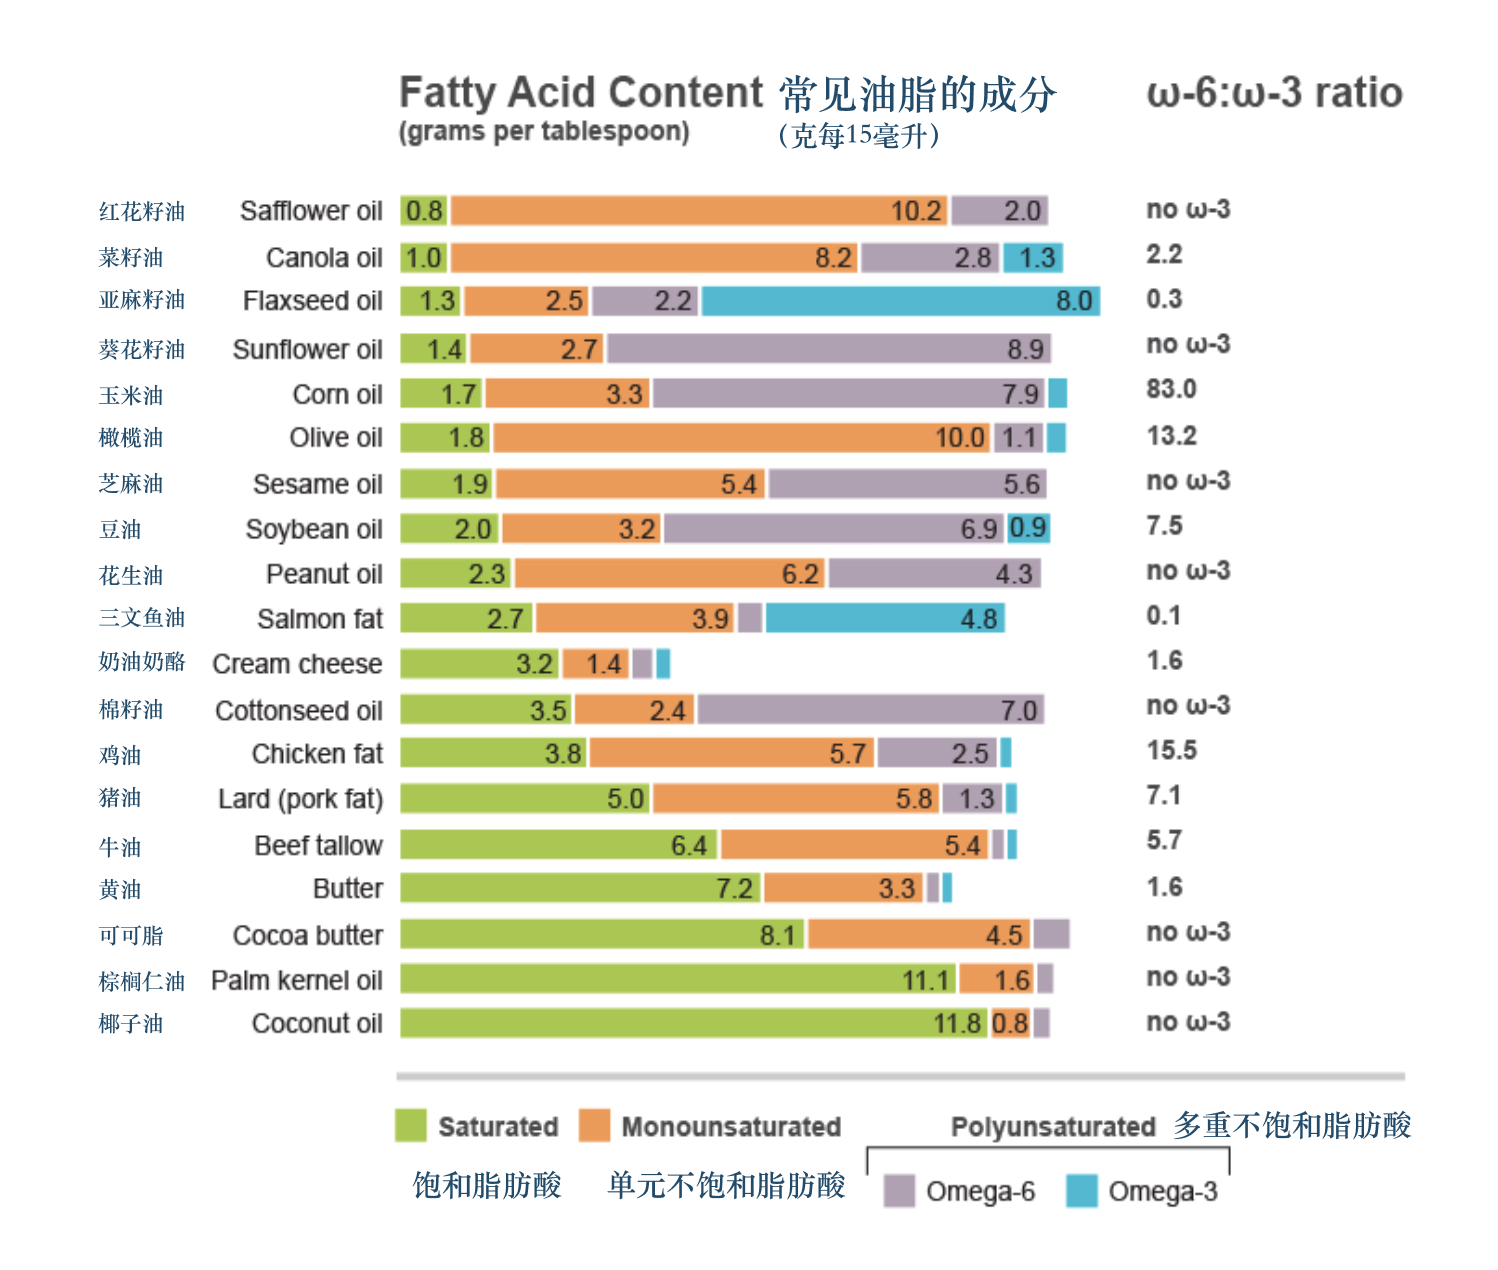 Fatty Acid Content 常见油脂的成分 ω-6:ω-3 ratio
(grams per tablespoon) (克每15毫升)
红花籽油 Safflower oil 0.8 10.2 2.0 no ω-3
菜籽油 Canola oil 1.0 8.2 2.8 1.3 2.2
亚麻籽油 Flaxseed oil 1.3 2.5 2.2 8.0 0.3
葵花籽油 Sunflower oil 1.4 2.7 8.9 no ω-3
玉米油 Corn oil 1.7 3.3 7.9 83.0
橄榄油 Olive oil 1.8 10.0 1.1 13.2
芝麻油 Sesame oil 1.9 5.4 5.6 no ω-3
豆油 Soybean oil 2.0 3.2 6.9 0.9 7.5
花生油 Peanut oil 2.3 6.2 4.3 no ω-3
三文鱼油 Salmon fat 2.7 3.9 4.8 0.1
奶油奶酪 Cream cheese 3.2 1.4 1.6
棉籽油 Cottonseed oil 3.5 2.4 7.0 no ω-3
鸡油 Chicken fat 3.8 5.7 2.5 15.5
猪油 Lard (pork fat) 5.0 5.8 1.3 7.1
牛油 Beef tallow 6.4 5.4 5.7
黄油 Butter 7.2 3.3 1.6
可可脂 Cocoa butter 8.1 4.5 no ω-3
棕榈仁油 Palm kernel oil 11.1 1.6 no ω-3
椰子油 Coconut oil 11.8 0.8 no ω-3
Saturated Monounsaturated Polyunsaturated 多重不饱和脂肪酸
饱和脂肪酸 单元不饱和脂肪酸 Omega-6 Omega-3